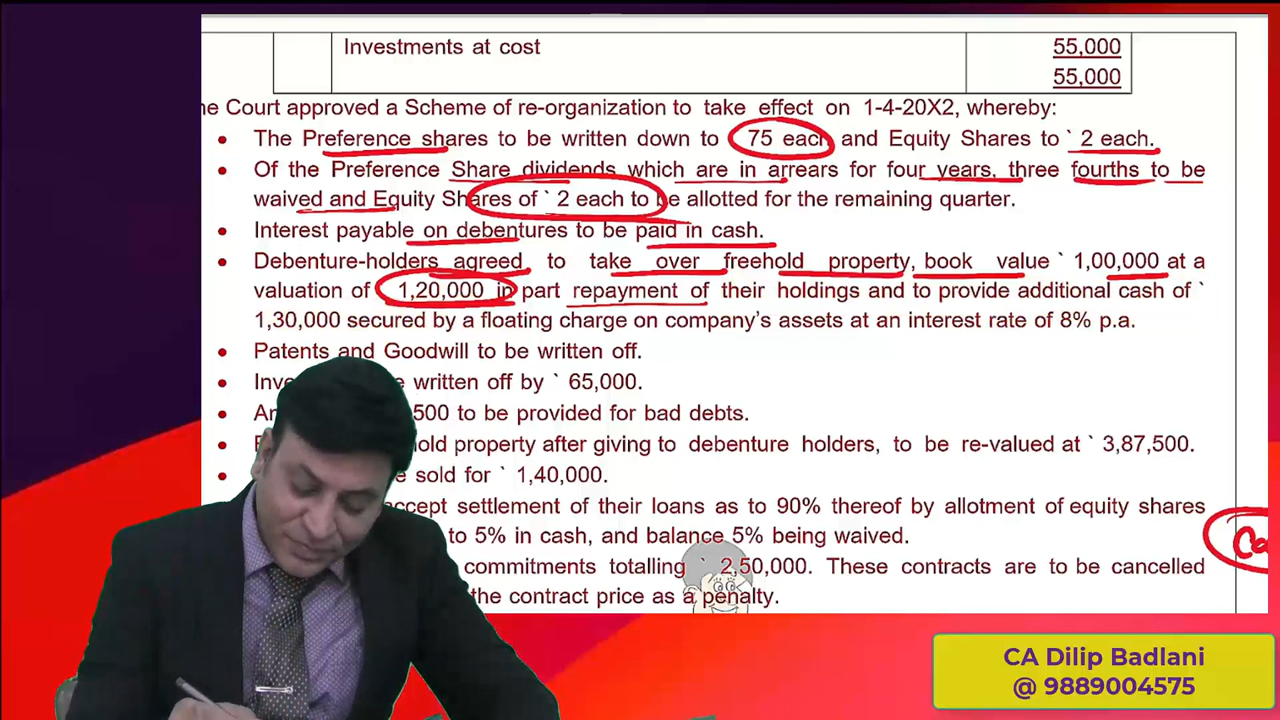 Investments at cost 55,000
55,000
ne Court approved a Scheme of re-organization to take effect on 1-4-20X2, whereby:
• The Preference shares to be written down to 75 each and Equity Shares to ` 2 each.
• Of the Preference Share dividends which are in arrears for four years, three fourths to be
waived and Equity Shares of ` 2 each to be allotted for the remaining quarter.
• Interest payable on debentures to be paid in cash.
• Debenture-holders agreed to take over freehold property, book value ` 1,00,000 at a
valuation of 1,20,000 in part repayment of their holdings and to provide additional cash of `
1,30,000 secured by a floating charge on company's assets at an interest rate of 8% p.a.
• Patents and Goodwill to be written off.
• written off by ` 65,000.
• 500 to be provided for bad debts.
• hold property after giving to debenture holders, to be re-valued at ` 3,87,500.
• sold for ` 1,40,000.
accept settlement of their loans as to 90% thereof by allotment of equity shares
to 5% in cash, and balance 5% being waived.
commitments totalling ` 2,50,000. These contracts are to be cancelled
the contract price as a penalty.
CA Dilip Badlani
@ 9889004575